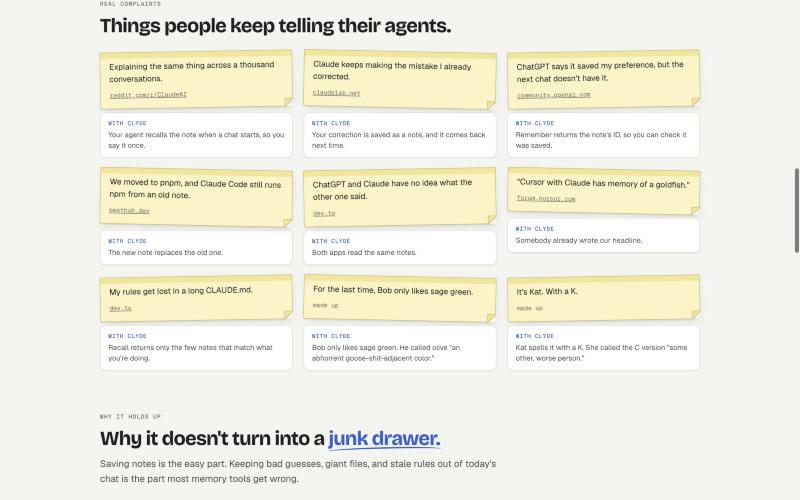 REAL COMPLAINTS
Things people keep telling their agents.
Explaining the same thing across a thousand
conversations.
reddit.com/r/ClaudeAI
WITH CLYDE
Your agent recalls the note when a chat starts, so you
say it once.
Claude keeps making the mistake I already
corrected.
claudelab.net
WITH CLYDE
Your correction is saved as a note, and it comes back
next time.
ChatGPT says it saved my preference, but the
next chat doesn't have it.
community.openai.com
WITH CLYDE
Remember returns the note's ID, so you can check it
was saved.
We moved to pnpm, and Claude Code still runs
npm from an old note.
besthub.dev
WITH CLYDE
The new note replaces the old one.
ChatGPT and Claude have no idea what the
other one said.
dev.to
WITH CLYDE
Both apps read the same notes.
"Cursor with Claude has memory of a goldfish."
forum.cursor.com
WITH CLYDE
Somebody already wrote our headline.
My rules get lost in a long CLAUDE.md.
dev.to
WITH CLYDE
Recall returns only the few notes that match what
you're doing.
For the last time, Bob only likes sage green.
made up
WITH CLYDE
Bob only likes sage green. He called olive "an
abhorrent goose-shit-adjacent color."
It's Kat. With a K.
made up
WITH CLYDE
Kat spells it with a K. She called the C version "some
other, worse person."
WHY IT HOLDS UP
Why it doesn't turn into a junk drawer.
Saving notes is the easy part. Keeping bad guesses, giant files, and stale rules out of today's
chat is the part most memory tools get wrong.